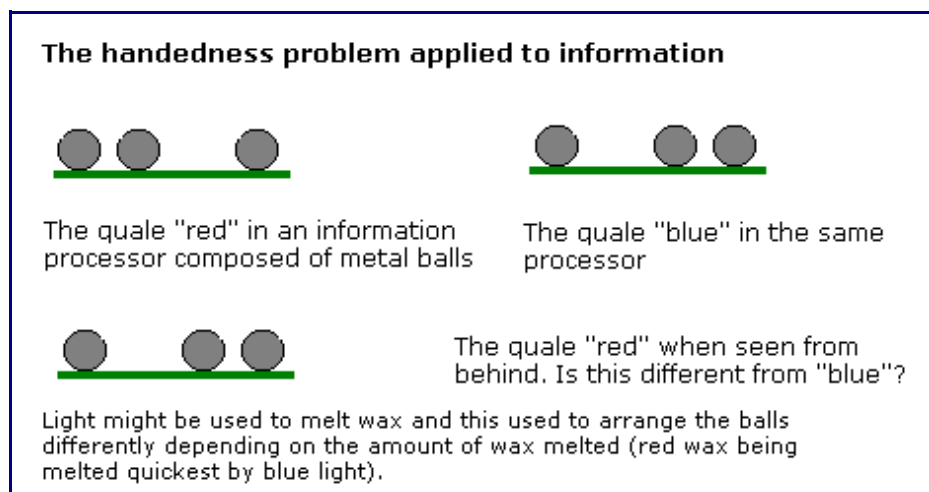 The handedness problem applied to information
The quale "red" in an information
processor composed of metal balls
The quale "blue" in the same
processor
The quale "red" when seen from
behind. Is this different from "blue"?
Light might be used to melt wax and this used to arrange the balls
differently depending on the amount of wax melted (red wax being
melted quickest by blue light).